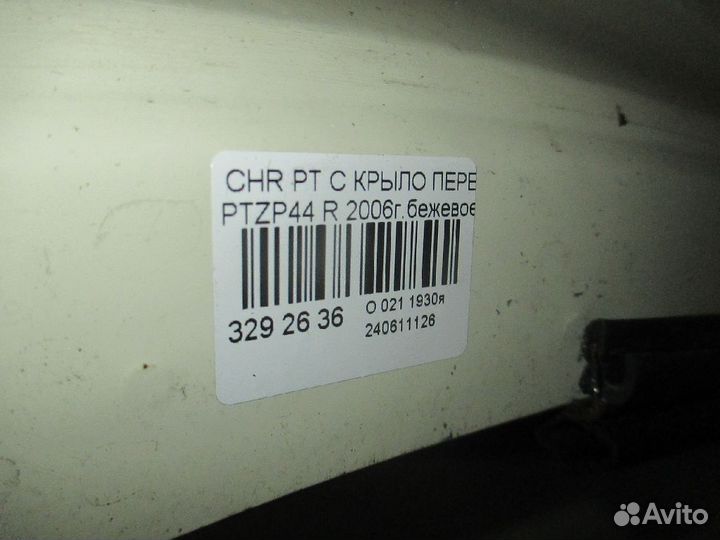 CHR PT C КРЫЛО ПЕРЕ
PTZP44 R 2006г.бежевое
329 26 36
О 021 1930я
240611126
Avito